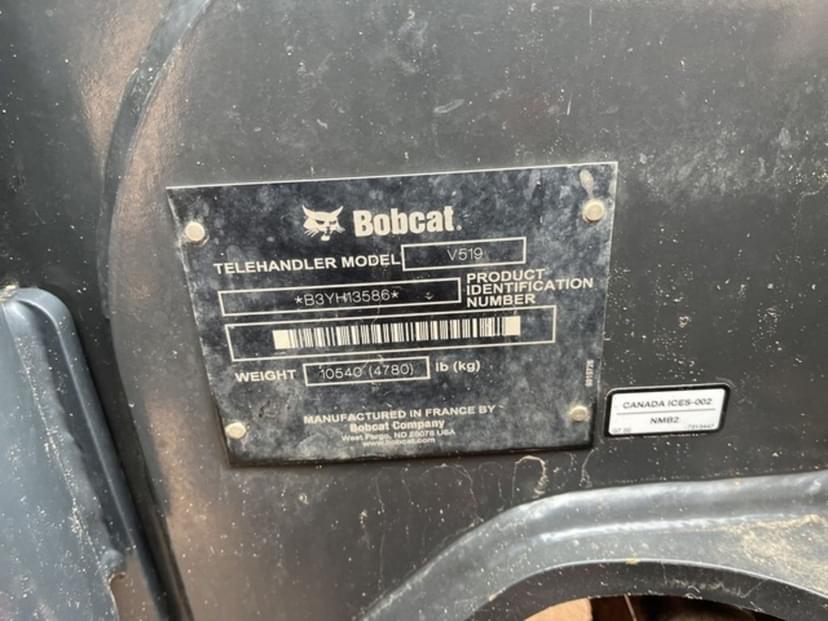 Bobcat®
TELEHANDLER MODEL V519
*B3YH13586* PRODUCT IDENTIFICATION NUMBER
WEIGHT 10540 (4780) lb (kg)
MANUFACTURED IN FRANCE BY
Bobcat Company
West Fargo, ND 58078 USA
www.bobcat.com
CANADA ICES-002
NMB2